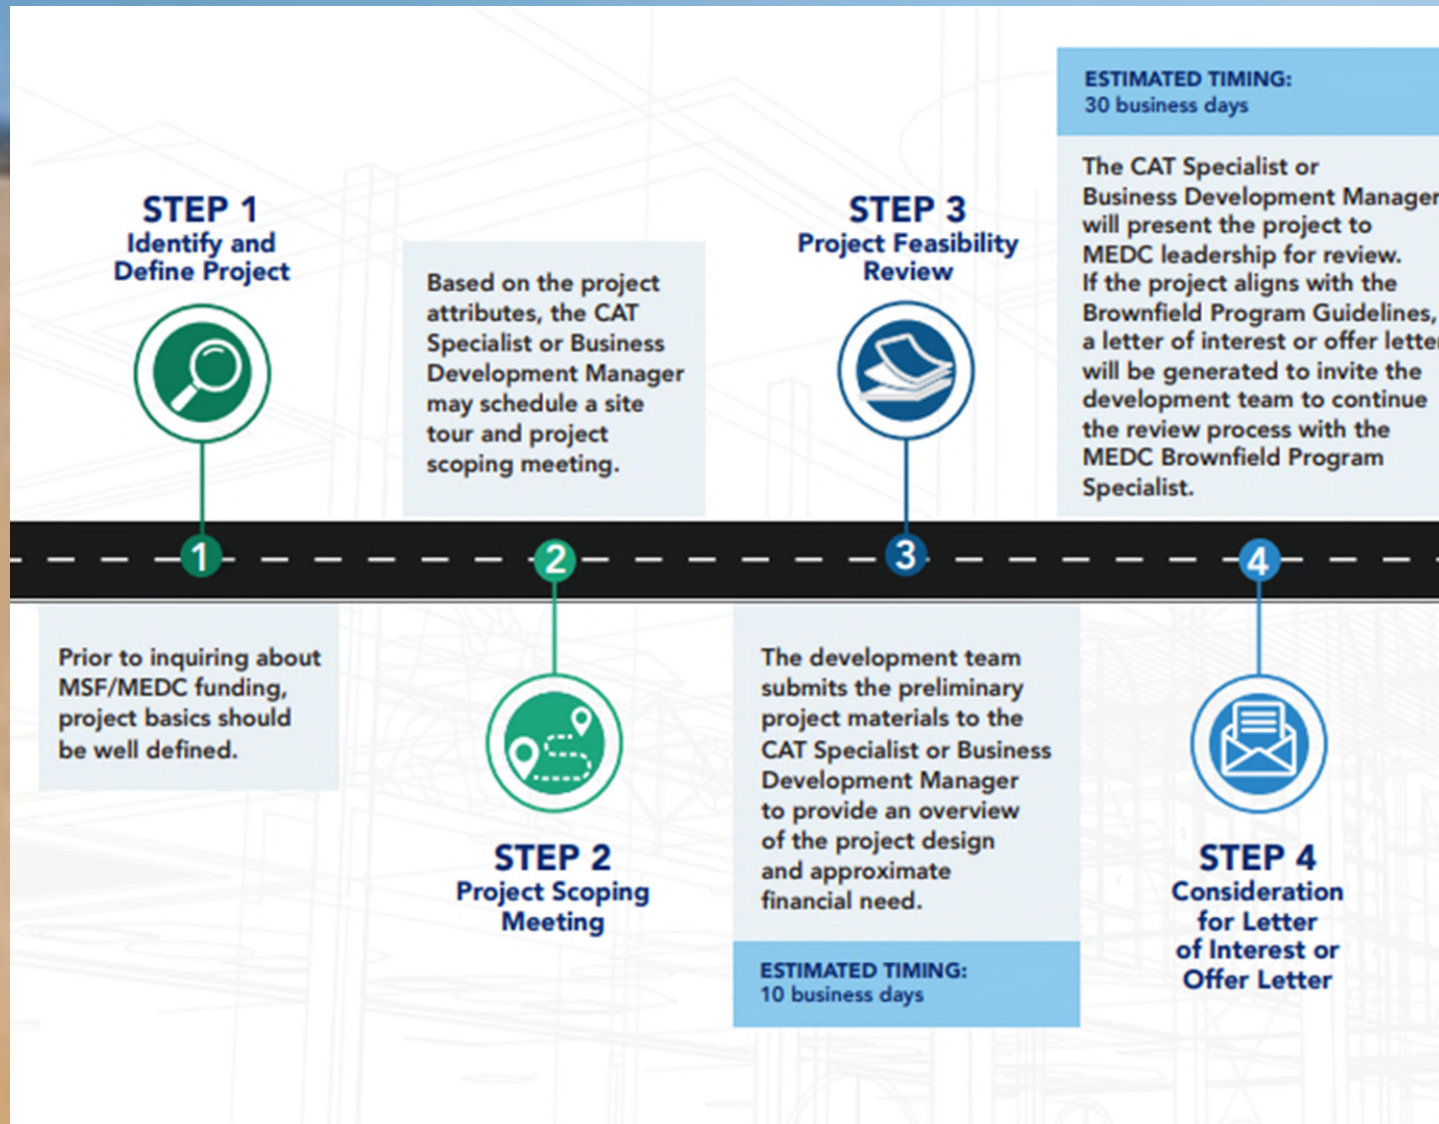 STEP 1
Identify and
Define Project
1
Prior to inquiring about
MSF/MEDC funding,
project basics should
be well defined.
Based on the project
attributes, the CAT
Specialist or Business
Development Manager
may schedule a site
tour and project
scoping meeting.
2
STEP 2
Project Scoping
Meeting
STEP 3
Project Feasibility
Review
3
The development team
submits the preliminary
project materials to the
CAT Specialist or Business
Development Manager
to provide an overview
of the project design
and approximate
financial need.
ESTIMATED TIMING:
10 business days
ESTIMATED TIMING:
30 business days
The CAT Specialist or
Business Development Manager
will present the project to
MEDC leadership for review.
If the project aligns with the
Brownfield Program Guidelines,
a letter of interest or offer letter
will be generated to invite the
development team to continue
the review process with the
MEDC Brownfield Program
Specialist.
4
STEP 4
Consideration
for Letter
of Interest or
Offer Letter